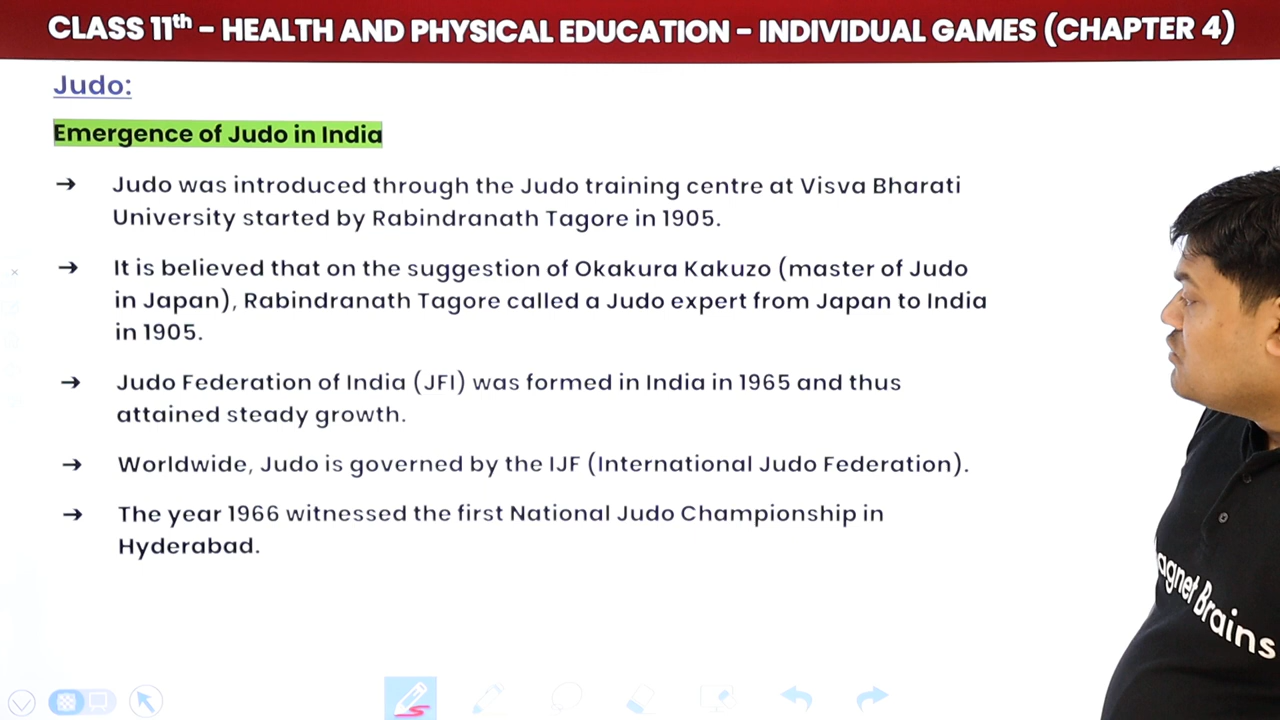 CLASS 11th – HEALTH AND PHYSICAL EDUCATION – INDIVIDUAL GAMES (CHAPTER 4)
Judo:
Emergence of Judo in India
→ Judo was introduced through the Judo training centre at Visva Bharati
University started by Rabindranath Tagore in 1905.
→ It is believed that on the suggestion of Okakura Kakuzo (master of Judo
in Japan), Rabindranath Tagore called a Judo expert from Japan to India
in 1905.
→ Judo Federation of India (JFI) was formed in India in 1965 and thus
attained steady growth.
→ Worldwide, Judo is governed by the IJF (International Judo Federation).
→ The year 1966 witnessed the first National Judo Championship in
Hyderabad.
agnet Brains